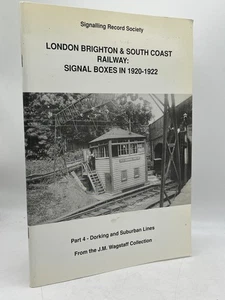 Signalling Record Society
LONDON BRIGHTON & SOUTH COAST
RAILWAY:
SIGNAL BOXES IN 1920-1922
Part 4 - Dorking and Suburban Lines
From the J.M. Wagstaff Collection